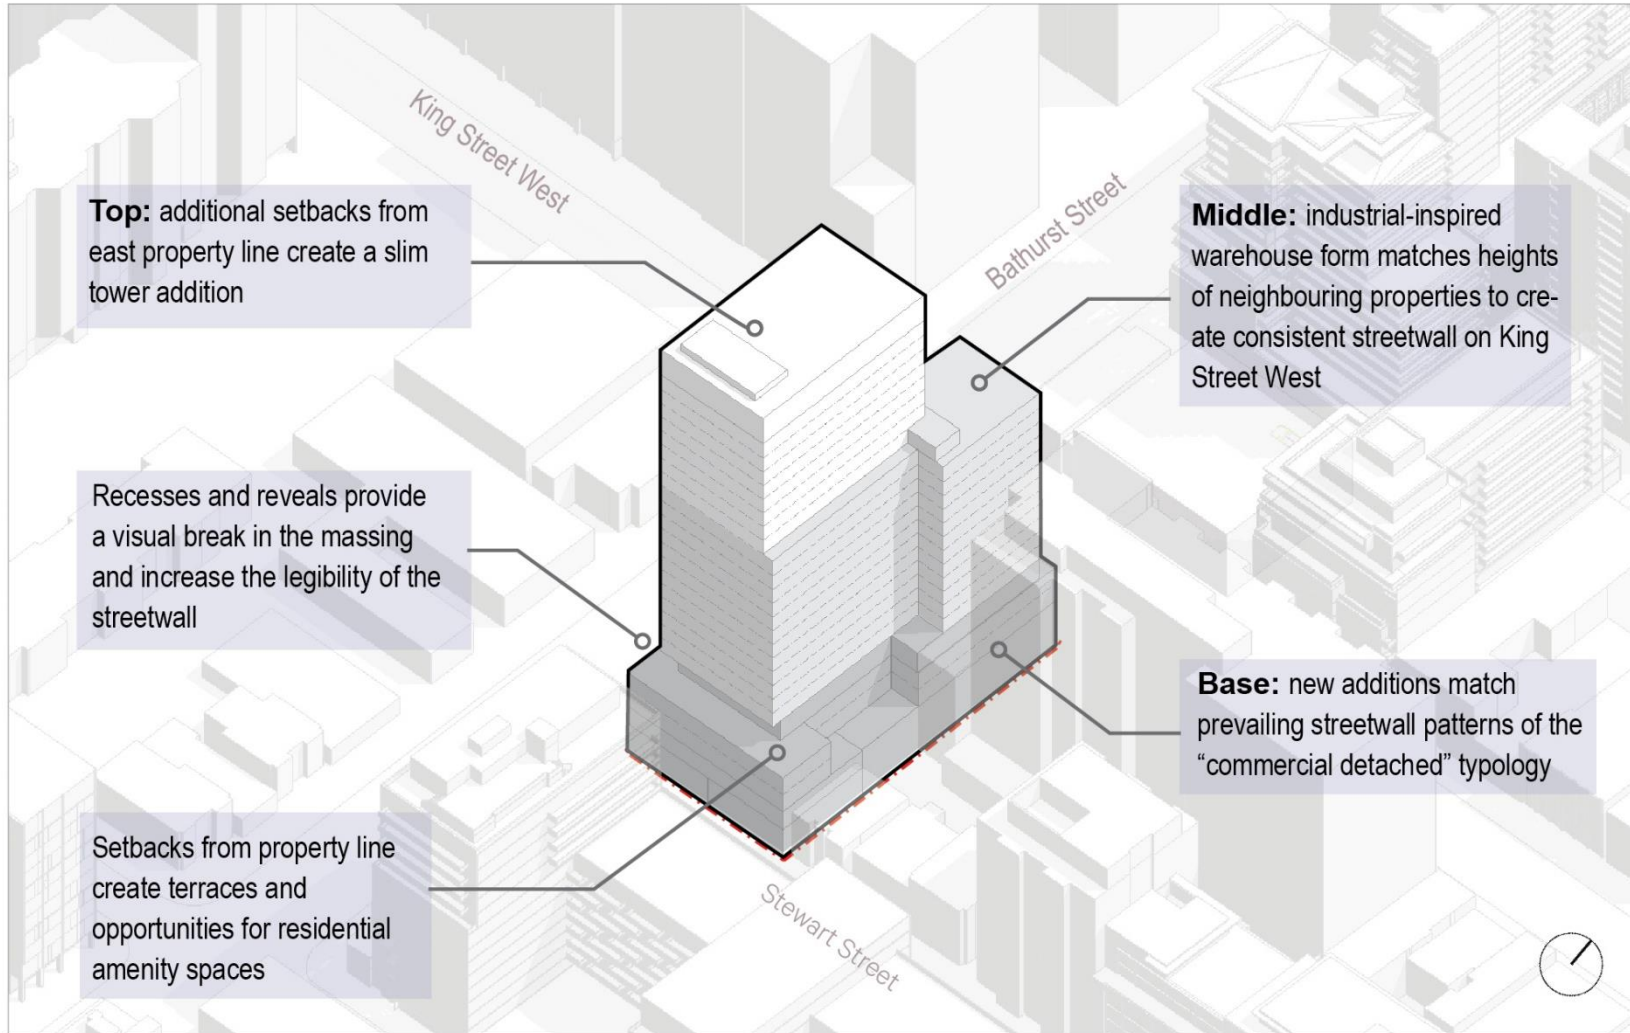 King Street West
Bathurst Street
Top: additional setbacks from
east property line create a slim
tower addition
Middle: industrial-inspired
warehouse form matches heights
of neighbouring properties to cre-
ate consistent streetwall on King
Street West
Recesses and reveals provide
a visual break in the massing
and increase the legibility of the
streetwall
Base: new additions match
prevailing streetwall patterns of the
“commercial detached” typology
Setbacks from property line
create terraces and
opportunities for residential
amenity spaces
Stewart Street